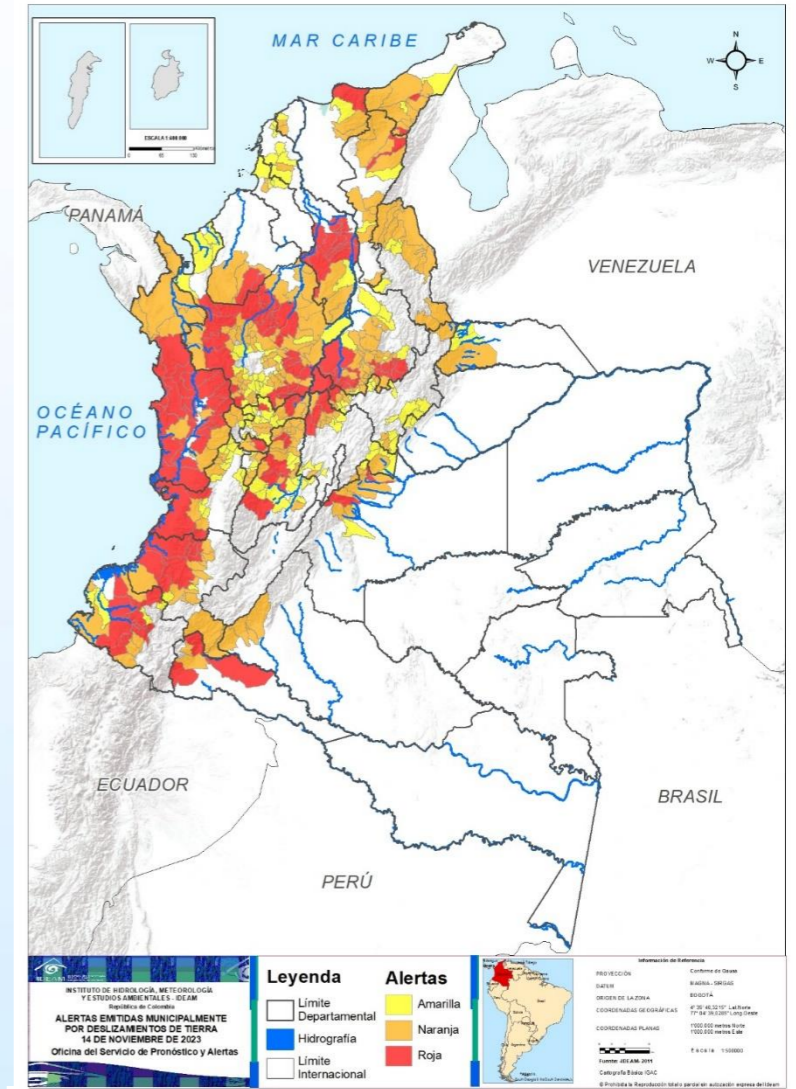 MAR CARIBE
N
W E
S
PANAMÁ
VENEZUELA
OCÉANO
PACÍFICO
ECUADOR
BRASIL
PERÚ
INSTITUTO DE HIDROLOGÍA, METEOROLOGÍA
Y ESTUDIOS AMBIENTALES - IDEAM
República de Colombia
ALERTAS EMITIDAS MUNICIPALMENTE
POR DESLIZAMIENTOS DE TIERRA
14 DE NOVIEMBRE DE 2023
Oficina del Servicio de Pronóstico y Alertas
Leyenda
Límite
Departamental
Hidrografía
Límite
Internacional
Alertas
Amarilla
Naranja
Roja
Información de Referencia
PROYECCIÓN Conforme de Gauss
DATUM MAGNA - SIRGAS
ORIGEN DE LA ZONA BOGOTÁ
COORDENADAS GEOGRÁFICAS
COORDENADAS PLANAS
Fuente: IDEAM, 2011
Cartografía Básica IGAC